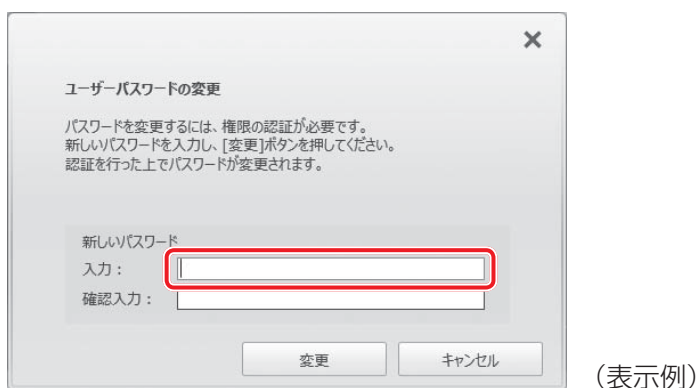 ユーザーパスワードの変更
パスワードを変更するには、権限の認証が必要です。
新しいパスワードを入力し、[変更]ボタンを押してください。
認証を行った上でパスワードが変更されます。
新しいパスワード
入力：
確認入力：
変更 キャンセル
（表示例）